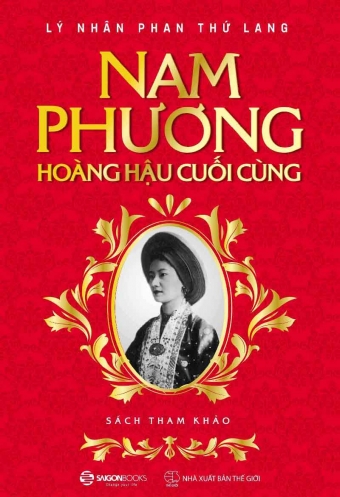 LÝ NHÂN PHAN THỨ LANG
NAM
PHƯƠNG
HOÀNG HẬU CUỐI CÙNG
SÁCH THAM KHẢO
SAIGONBOOKS
NHÀ XUẤT BẢN THẾ GIỚI